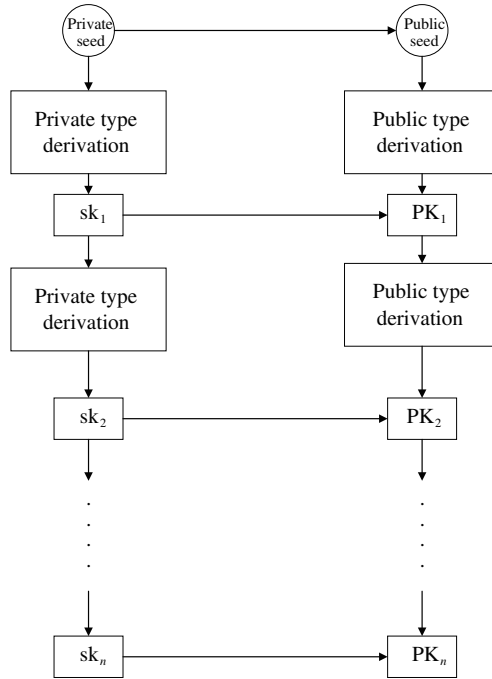 Private
seed
Public
seed
Private type
derivation
Public type
derivation
sk₁
PK₁
Private type
derivation
Public type
derivation
sk₂
PK₂
skₙ
PKₙ